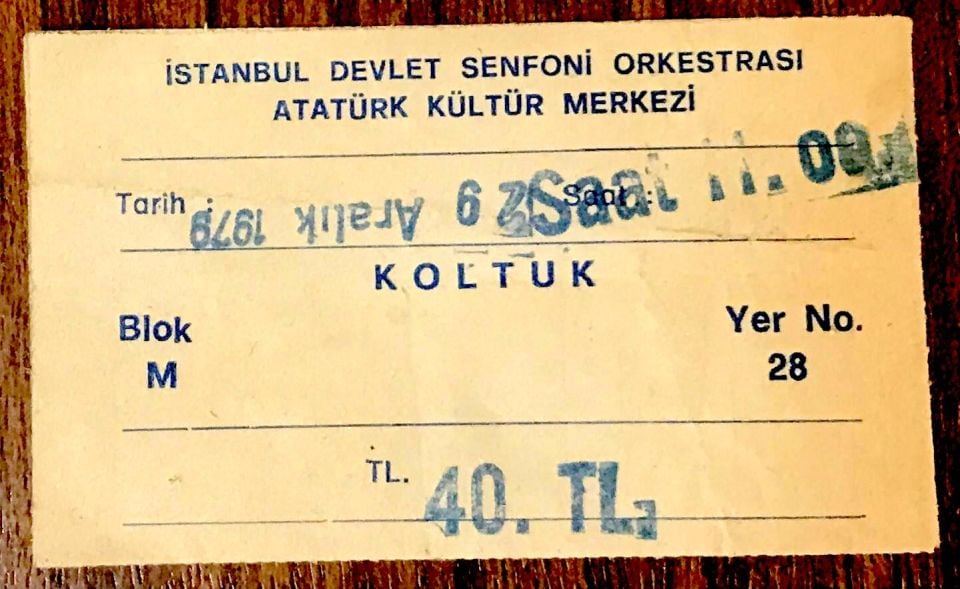 İSTANBUL DEVLET SENFONİ ORKESTRASI
ATATÜRK KÜLTÜR MERKEZİ
Tarih : 29 Aralık 1979 Saat : Saat 11.00
KOLTUK
Blok Yer No.
M 28
TL. 40. TL